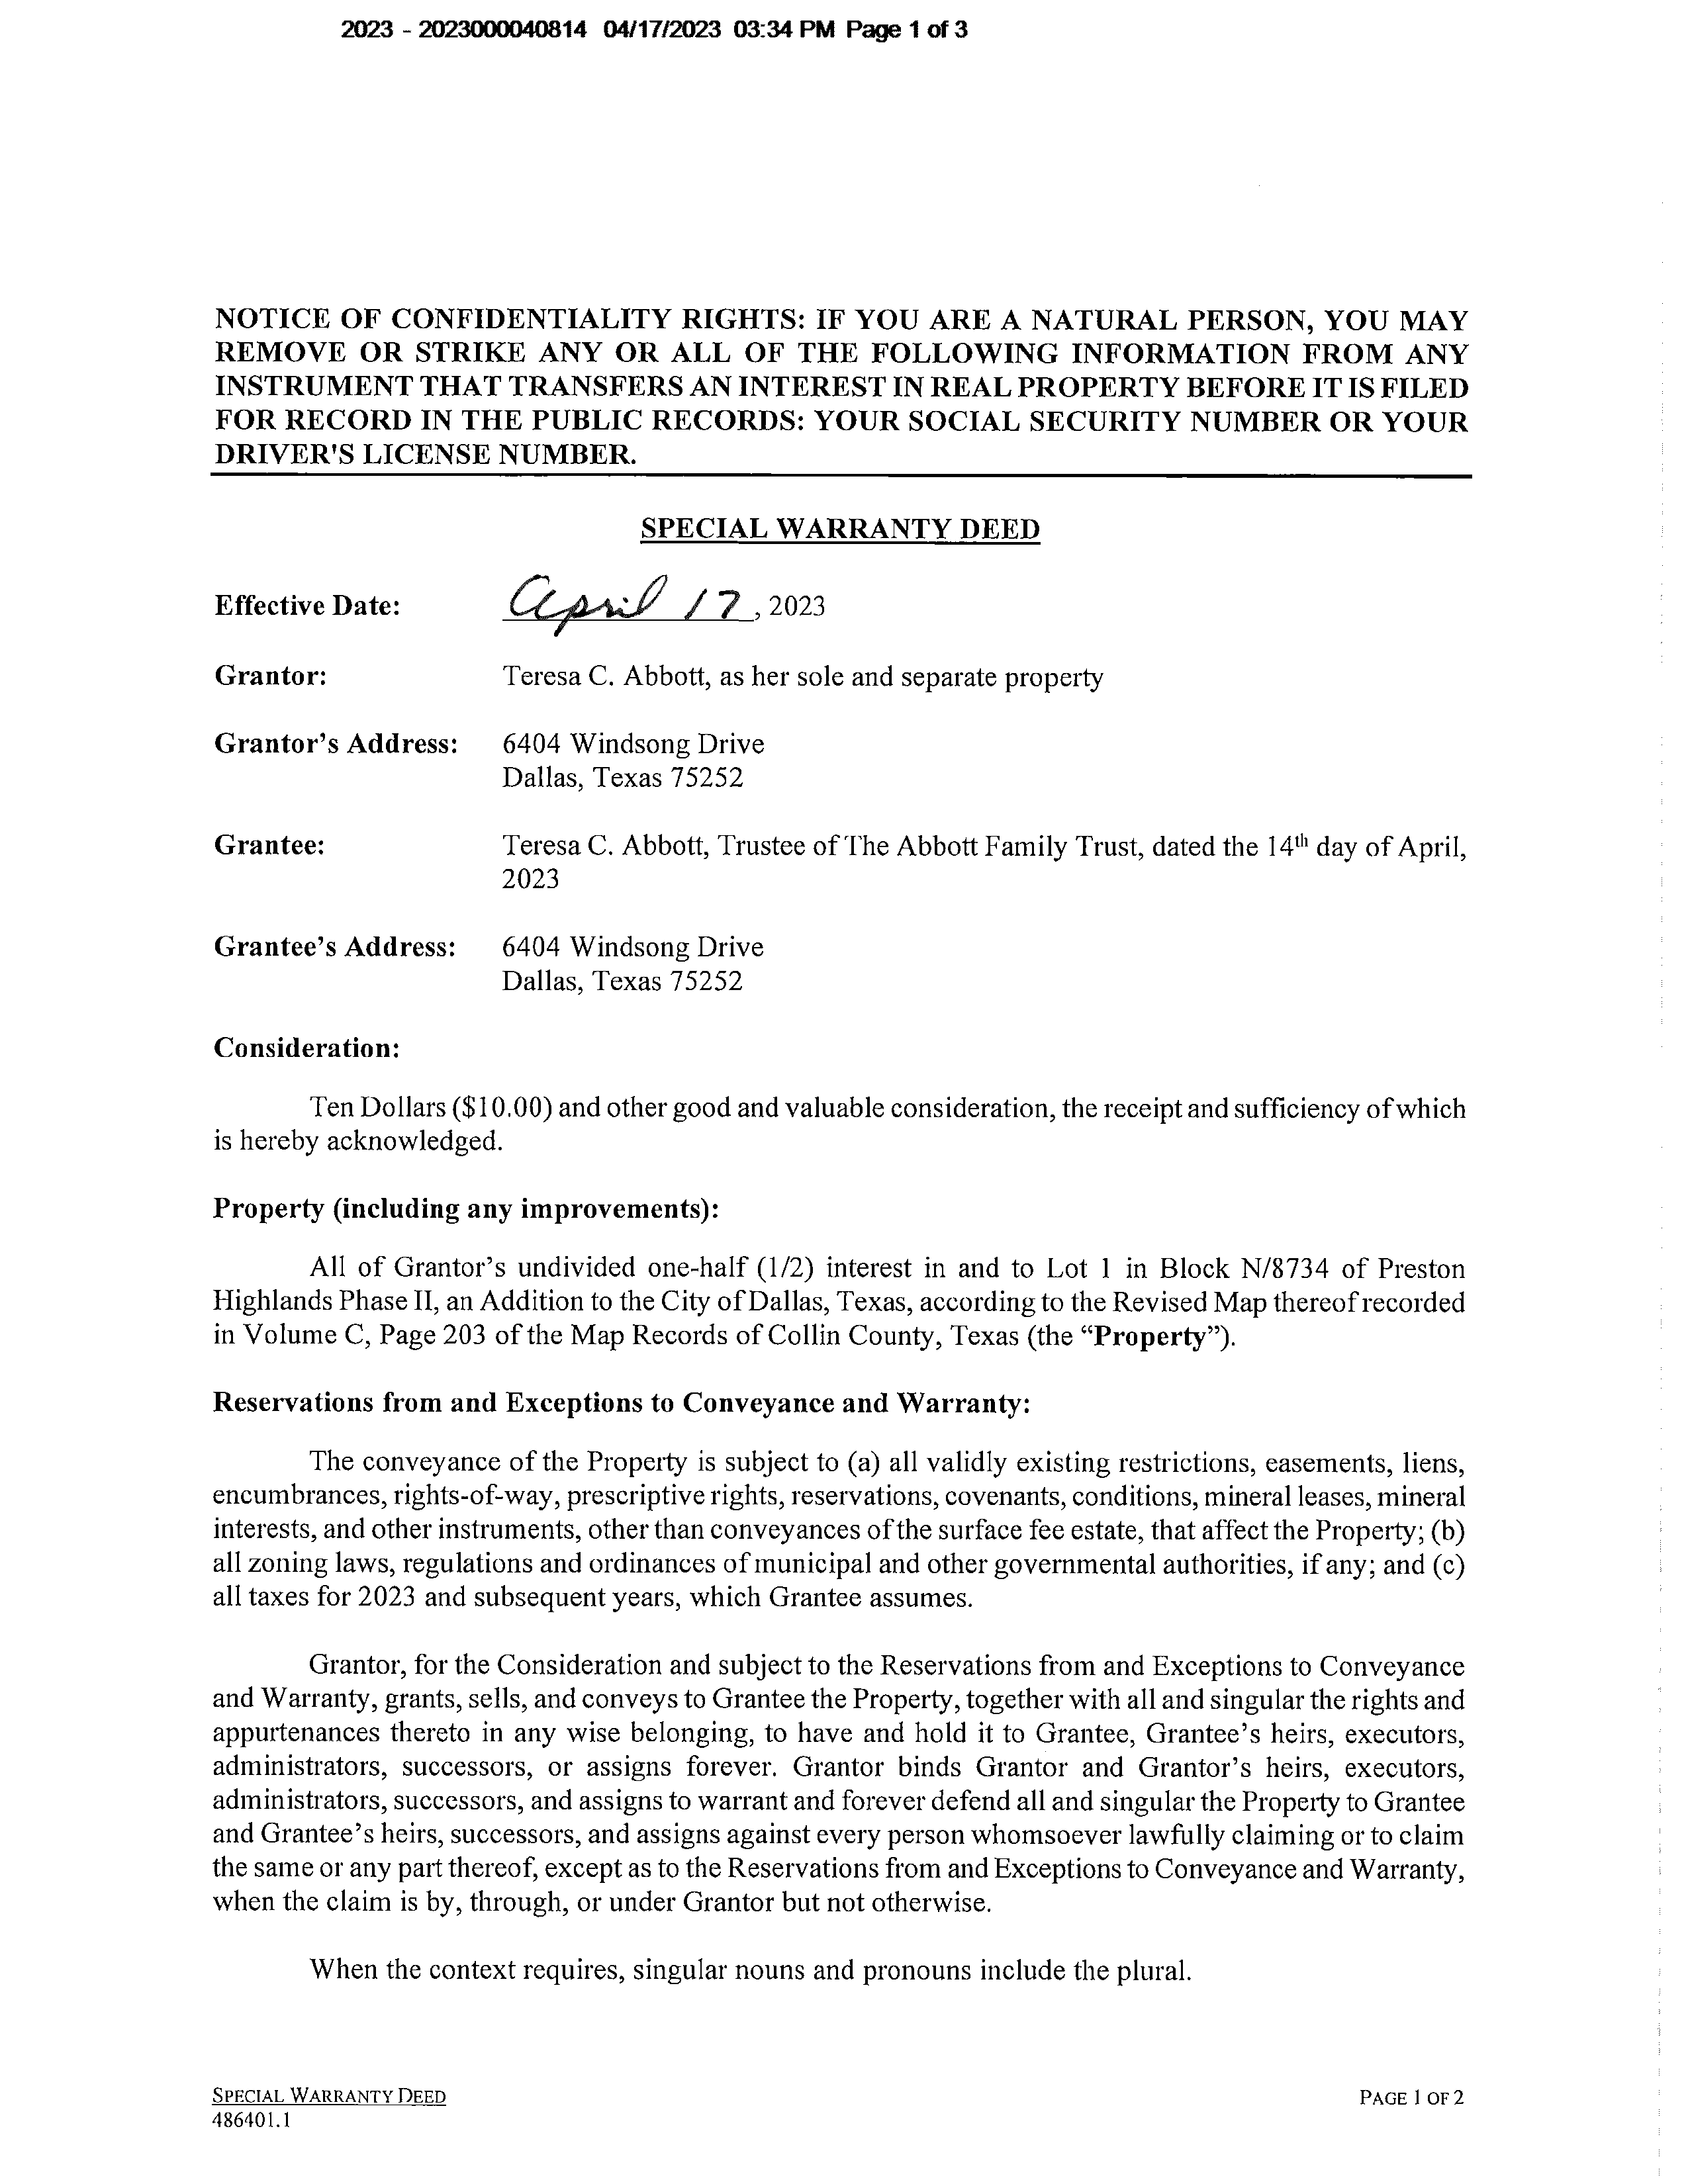 2023 - 2023000040814 04/17/2023 03:34 PM Page 1 of 3
NOTICE OF CONFIDENTIALITY RIGHTS: IF YOU ARE A NATURAL PERSON, YOU MAY
REMOVE OR STRIKE ANY OR ALL OF THE FOLLOWING INFORMATION FROM ANY
INSTRUMENT THAT TRANSFERS AN INTEREST IN REAL PROPERTY BEFORE IT IS FILED
FOR RECORD IN THE PUBLIC RECORDS: YOUR SOCIAL SECURITY NUMBER OR YOUR
DRIVER'S LICENSE NUMBER.
SPECIAL WARRANTY DEED
Effective Date: April 17, 2023
Grantor: Teresa C. Abbott, as her sole and separate property
Grantor’s Address: 6404 Windsong Drive
Dallas, Texas 75252
Grantee: Teresa C. Abbott, Trustee of The Abbott Family Trust, dated the 14th day of April,
2023
Grantee’s Address: 6404 Windsong Drive
Dallas, Texas 75252
Consideration:
Ten Dollars ($10.00) and other good and valuable consideration, the receipt and sufficiency of which
is hereby acknowledged.
Property (including any improvements):
All of Grantor’s undivided one-half (1/2) interest in and to Lot 1 in Block N/8734 of Preston
Highlands Phase II, an Addition to the City of Dallas, Texas, according to the Revised Map thereof recorded
in Volume C, Page 203 of the Map Records of Collin County, Texas (the “Property”).
Reservations from and Exceptions to Conveyance and Warranty:
The conveyance of the Property is subject to (a) all validly existing restrictions, easements, liens,
encumbrances, rights-of-way, prescriptive rights, reservations, covenants, conditions, mineral leases, mineral
interests, and other instruments, other than conveyances of the surface fee estate, that affect the Property; (b)
all zoning laws, regulations and ordinances of municipal and other governmental authorities, if any; and (c)
all taxes for 2023 and subsequent years, which Grantee assumes.
Grantor, for the Consideration and subject to the Reservations from and Exceptions to Conveyance
and Warranty, grants, sells, and conveys to Grantee the Property, together with all and singular the rights and
appurtenances thereto in any wise belonging, to have and hold it to Grantee, Grantee’s heirs, executors,
administrators, successors, or assigns forever. Grantor binds Grantor and Grantor’s heirs, executors,
administrators, successors, and assigns to warrant and forever defend all and singular the Property to Grantee
and Grantee’s heirs, successors, and assigns against every person whomsoever lawfully claiming or to claim
the same or any part thereof, except as to the Reservations from and Exceptions to Conveyance and Warranty,
when the claim is by, through, or under Grantor but not otherwise.
When the context requires, singular nouns and pronouns include the plural.
SPECIAL WARRANTY DEED PAGE 1 OF 2
486401.1